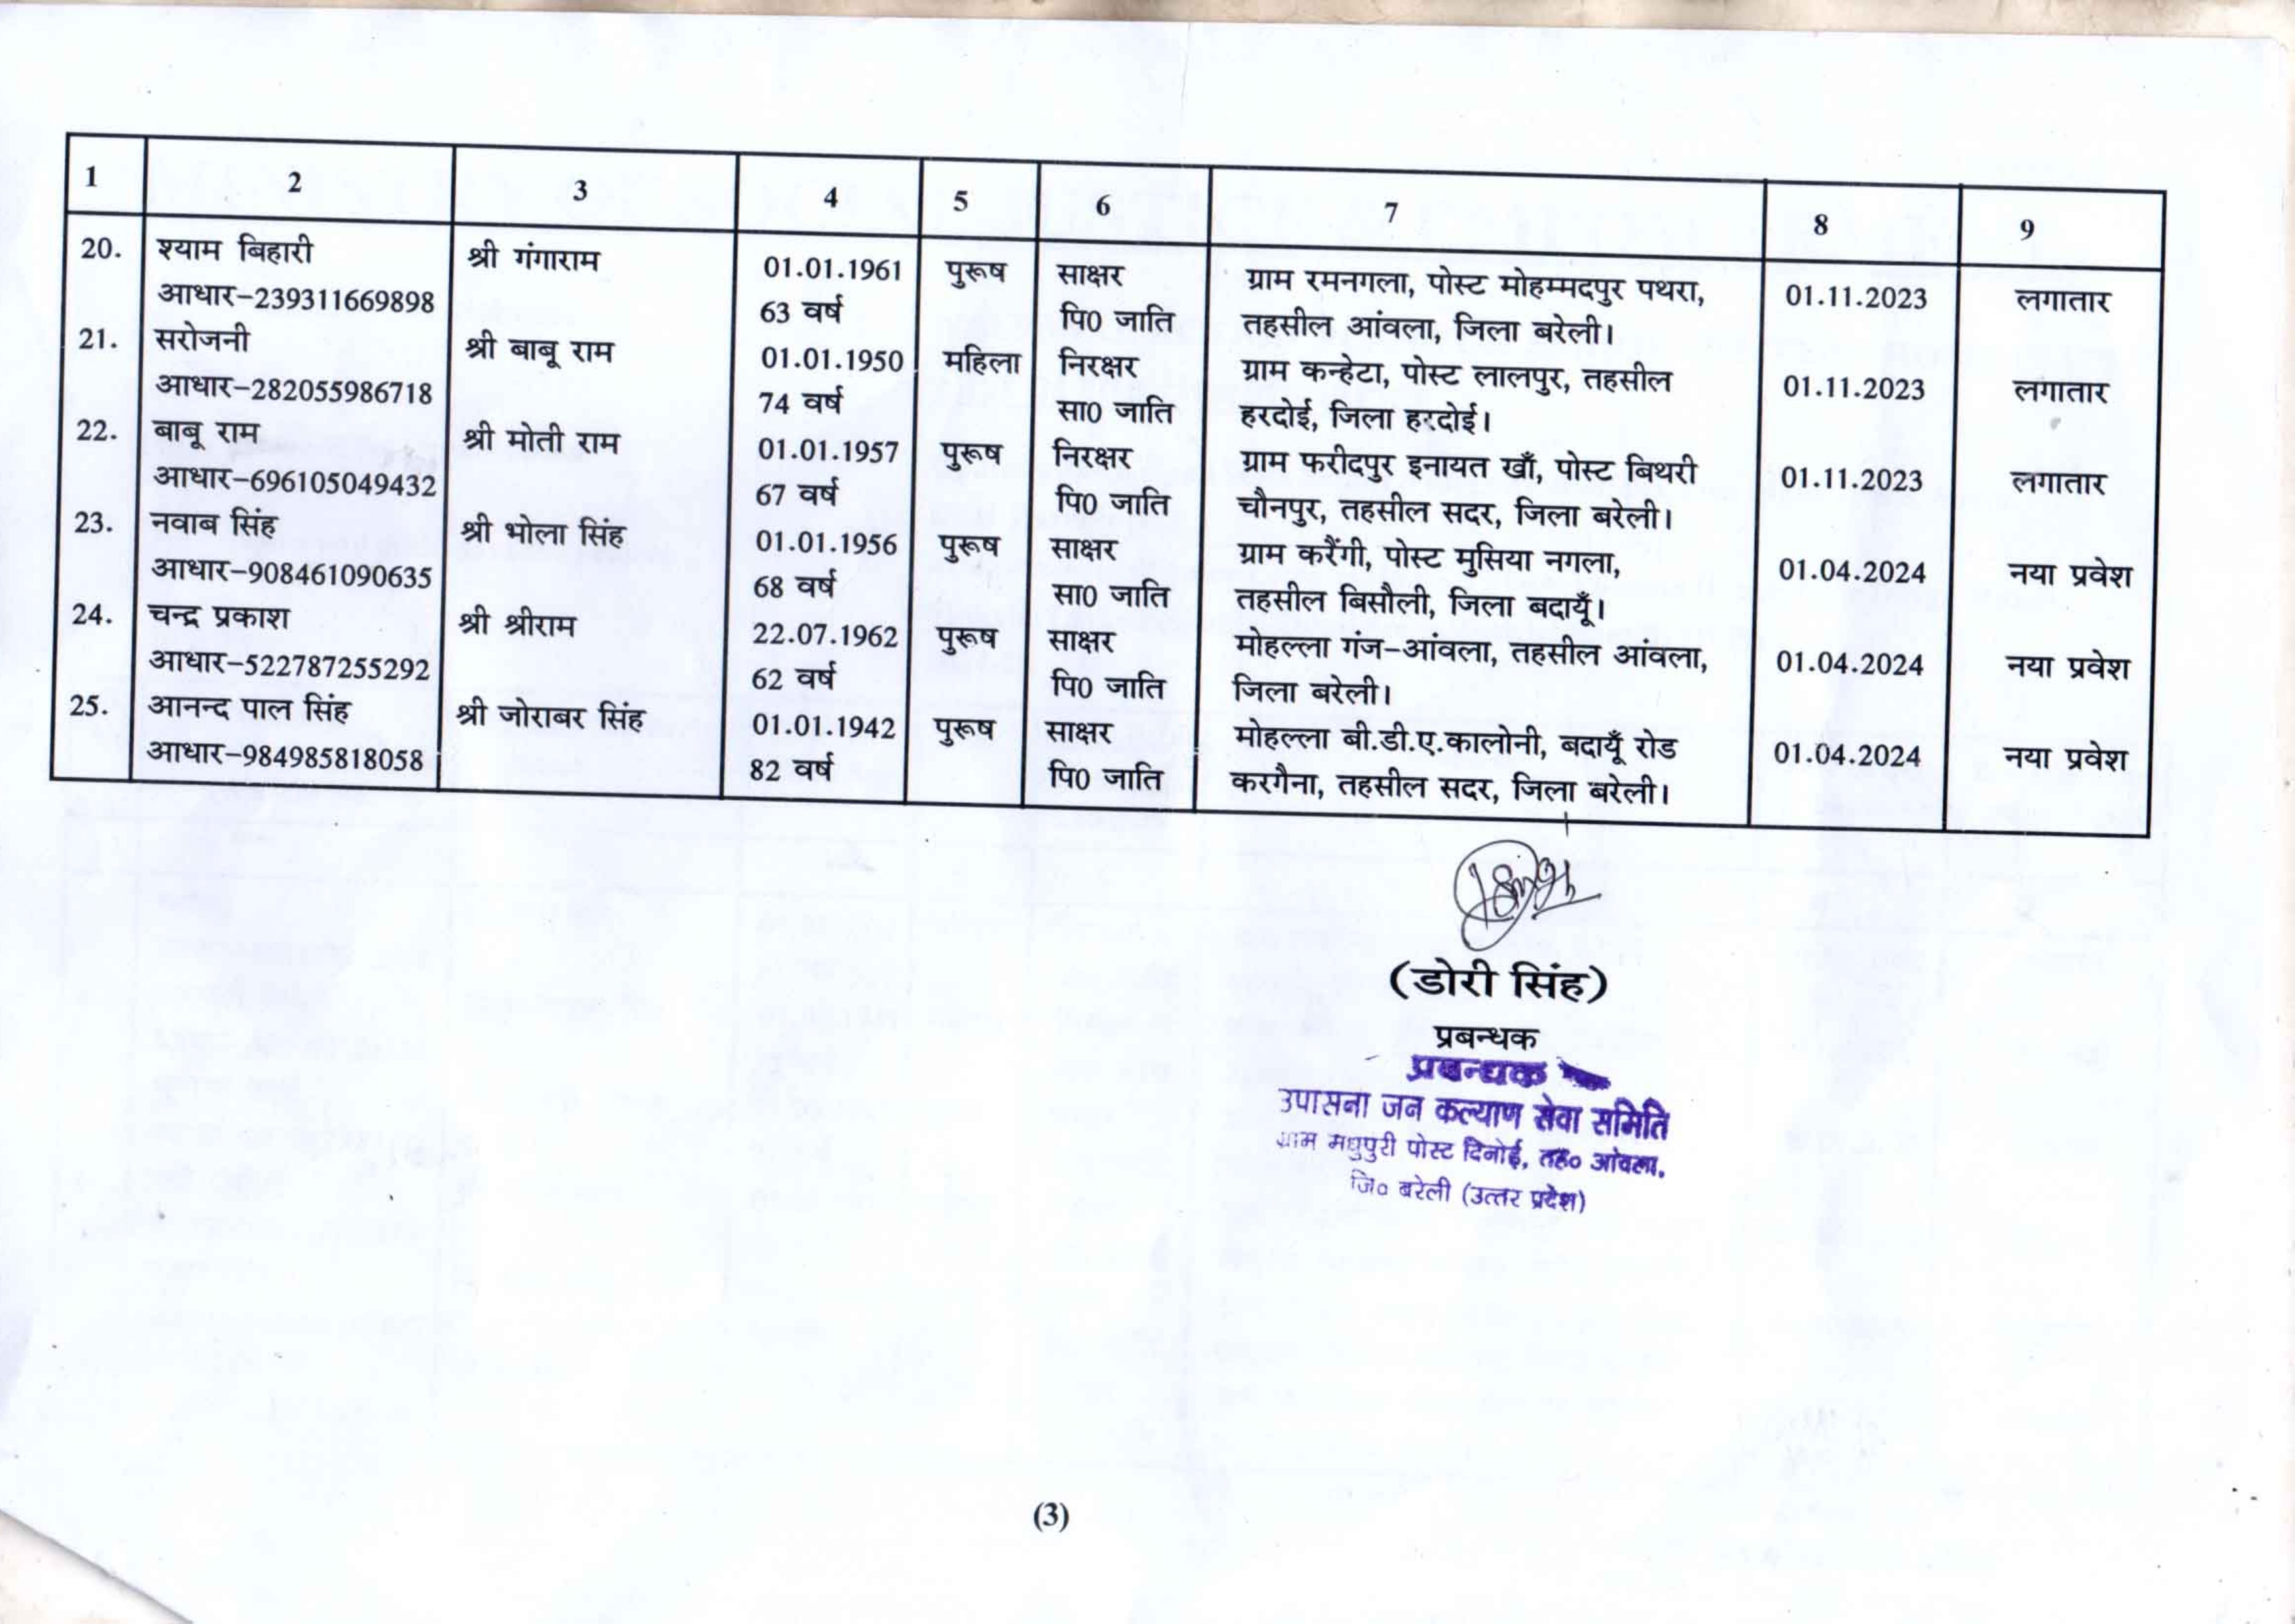 1 2 3 4 5 6 7 8 9
20. श्याम बिहारी श्री गंगाराम 01.01.1961 पुरूष साक्षर ग्राम रमनगला, पोस्ट मोहम्मदपुर पथरा, 01.11.2023 लगातार
आधार-239311669898 63 वर्ष पि0 जाति तहसील आंवला, जिला बरेली।
21. सरोजनी श्री बाबू राम 01.01.1950 महिला निरक्षर ग्राम कन्हेटा, पोस्ट लालपुर, तहसील 01.11.2023 लगातार
आधार-282055986718 74 वर्ष सा0 जाति हरदोई, जिला हरदोई।
22. बाबू राम श्री मोती राम 01.01.1957 पुरूष निरक्षर ग्राम फरीदपुर इनायत खाँ, पोस्ट बिथरी 01.11.2023 लगातार
आधार-696105049432 67 वर्ष पि0 जाति चौनपुर, तहसील सदर, जिला बरेली।
23. नवाब सिंह श्री भोला सिंह 01.01.1956 पुरूष साक्षर ग्राम करैंगी, पोस्ट मुसिया नगला, 01.04.2024 नया प्रवेश
आधार-908461090635 68 वर्ष सा0 जाति तहसील बिसौली, जिला बदायूँ।
24. चन्द्र प्रकाश श्री श्रीराम 22.07.1962 पुरूष साक्षर मोहल्ला गंज-आंवला, तहसील आंवला, 01.04.2024 नया प्रवेश
आधार-522787255292 62 वर्ष पि0 जाति जिला बरेली।
25. आनन्द पाल सिंह श्री जोराबर सिंह 01.01.1942 पुरूष साक्षर मोहल्ला बी.डी.ए.कालोनी, बदायूँ रोड 01.04.2024 नया प्रवेश
आधार-984985818058 82 वर्ष पि0 जाति करगैना, तहसील सदर, जिला बरेली।
(डोरी सिंह)
प्रबन्धक
प्रबन्धक
उपासना जन कल्याण सेवा समिति
ग्राम मधुपुरी पोस्ट दिनोई, तह० आंवला,
जि० बरेली (उत्तर प्रदेश)
(3)